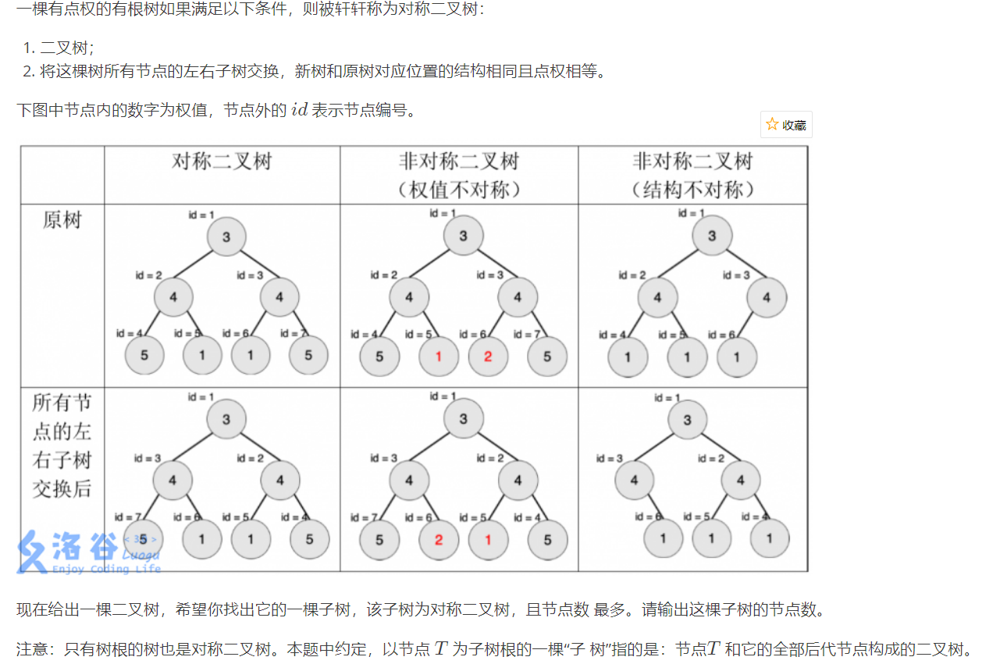 一棵有点权的有根树如果满足以下条件，则被轩轩称为对称二叉树：
1. 二叉树；
2. 将这棵树所有节点的左右子树交换，新树和原树对应位置的结构相同且点权相等。
下图中节点内的数字为权值，节点外的 id 表示节点编号。
☆ 收藏
对称二叉树
非对称二叉树
（权值不对称）
非对称二叉树
（结构不对称）
原树
id = 1
3
id = 2 id = 3
4 4
id = 4 id = 5 id = 6 id = 7
5 1 1 5
id = 1
3
id = 2 id = 3
4 4
id = 4 id = 5 id = 6 id = 7
5 1 2 5
id = 1
3
id = 2 id = 3
4 4
id = 4 id = 5 id = 6
1 1 1
所有节
点的左
右子树
交换后
id = 1
3
id = 3 id = 2
4 4
id = 7 id = 6 id = 5 id = 4
5 1 1 5
id = 1
3
id = 3 id = 2
4 4
id = 7 id = 6 id = 5 id = 4
5 2 1 5
id = 1
3
id = 3 id = 2
4 4
id = 6 id = 5 id = 4
1 1 1
洛谷
Luogu
Enjoy Coding Life
现在给出一棵二叉树，希望你找出它的一棵子树，该子树为对称二叉树，且节点数 最多。请输出这棵子树的节点数。
注意：只有树根的树也是对称二叉树。本题中约定，以节点 T 为子树根的一棵“子 树”指的是：节点T 和它的全部后代节点构成的二叉树。